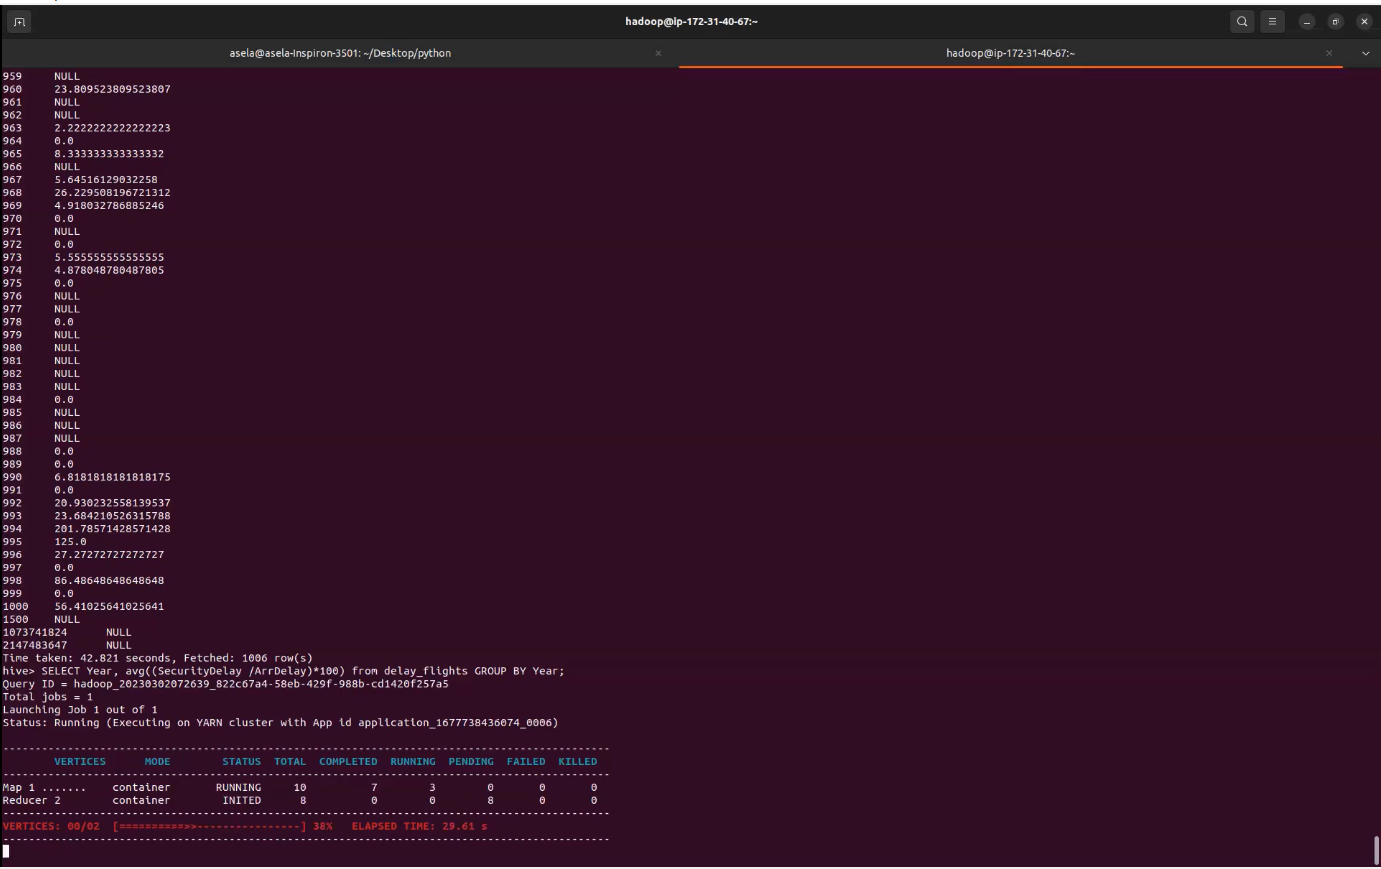 hadoop@ip-172-31-40-67:~
asela@asela-Inspiron-3501: ~/Desktop/python
hadoop@ip-172-31-40-67:~
959 NULL
960 23.809523809523807
961 NULL
962 NULL
963 2.2222222222222223
964 0.0
965 8.333333333333332
966 NULL
967 5.64516129032258
968 26.229508196721312
969 4.918032786885246
970 0.0
971 NULL
972 0.0
973 5.555555555555555
974 4.878048780487805
975 0.0
976 NULL
977 NULL
978 0.0
979 NULL
980 NULL
981 NULL
982 NULL
983 NULL
984 0.0
985 NULL
986 NULL
987 NULL
988 0.0
989 0.0
990 6.8181818181818175
991 0.0
992 20.930232558139537
993 23.684210526315788
994 201.78571428571428
995 125.0
996 27.27272727272727
997 0.0
998 86.48648648648648
999 0.0
1000 56.41025641025641
1500 NULL
1073741824 NULL
2147483647 NULL
Time taken: 42.821 seconds, Fetched: 1006 row(s)
hive> SELECT Year, avg((SecurityDelay /ArrDelay)*100) from delay_flights GROUP BY Year;
Query ID = hadoop_20230302072639_822c67a4-58eb-429f-988b-cd1420f257a5
Total jobs = 1
Launching Job 1 out of 1
Status: Running (Executing on YARN cluster with App id application_1677738436074_0006)
----------------------------------------------------------------------------------------------
VERTICES MODE STATUS TOTAL COMPLETED RUNNING PENDING FAILED KILLED
----------------------------------------------------------------------------------------------
Map 1 ....... container RUNNING 10 7 3 0 0 0
Reducer 2 container INITED 8 0 0 8 0 0
----------------------------------------------------------------------------------------------
VERTICES: 00/02 [==========>>----------------] 38% ELAPSED TIME: 29.61 s
----------------------------------------------------------------------------------------------